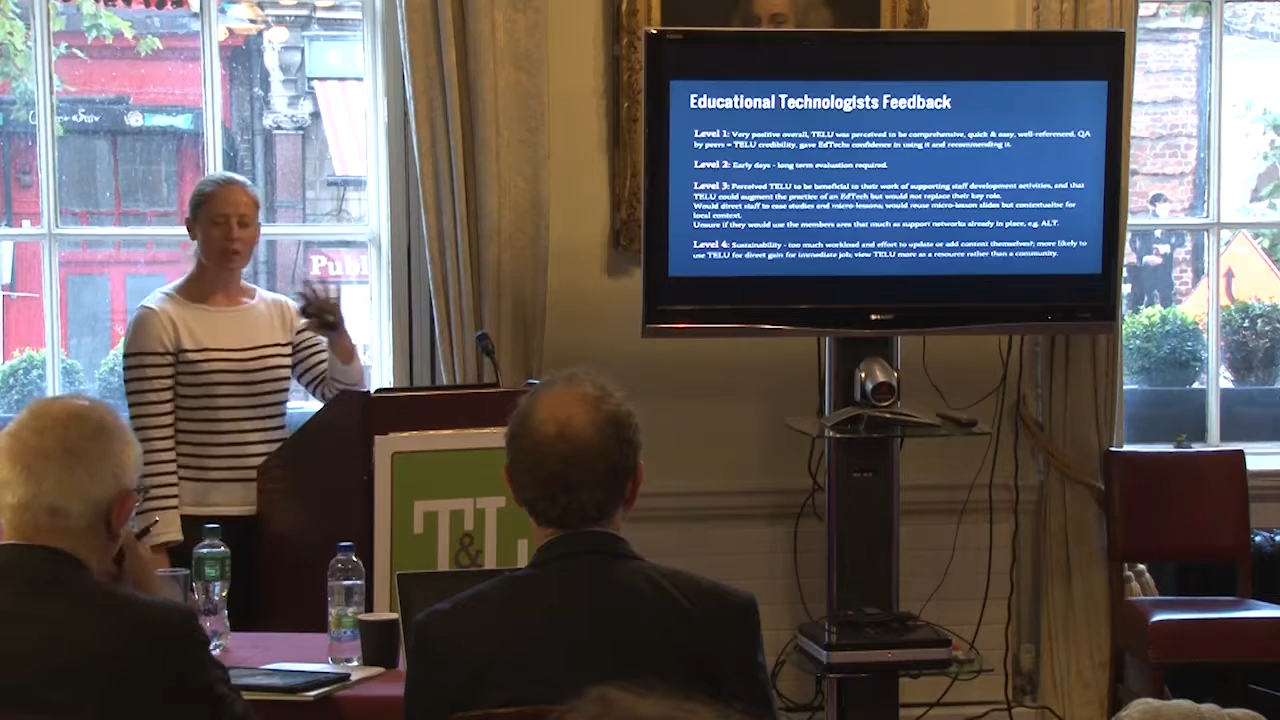 Educational Technologists Feedback
Level 1: Very positive overall, TELU was perceived to be comprehensive, quick & easy, well-referenced. QA
by peers = TELU credibility, gave EdTechs confidence in using it and recommending it.
Level 2: Early days - long term evaluation required.
Level 3: Perceived TELU to be beneficial to their work of supporting staff development activities, and that
TELU could augment the practice of an EdTech but would not replace their key role.
Would direct staff to case studies and micro-lessons, would reuse micro-lesson slides but contextualise for
local context.
Unsure if they would use the members area that much as support networks already in place, e.g. ALT.
Level 4: Sustainability - too much workload and effort to update or add content themselves?; more likely to
use TELU for direct gain for immediate job; view TELU more as a resource rather than a community.
Publ
T&L
SHARP